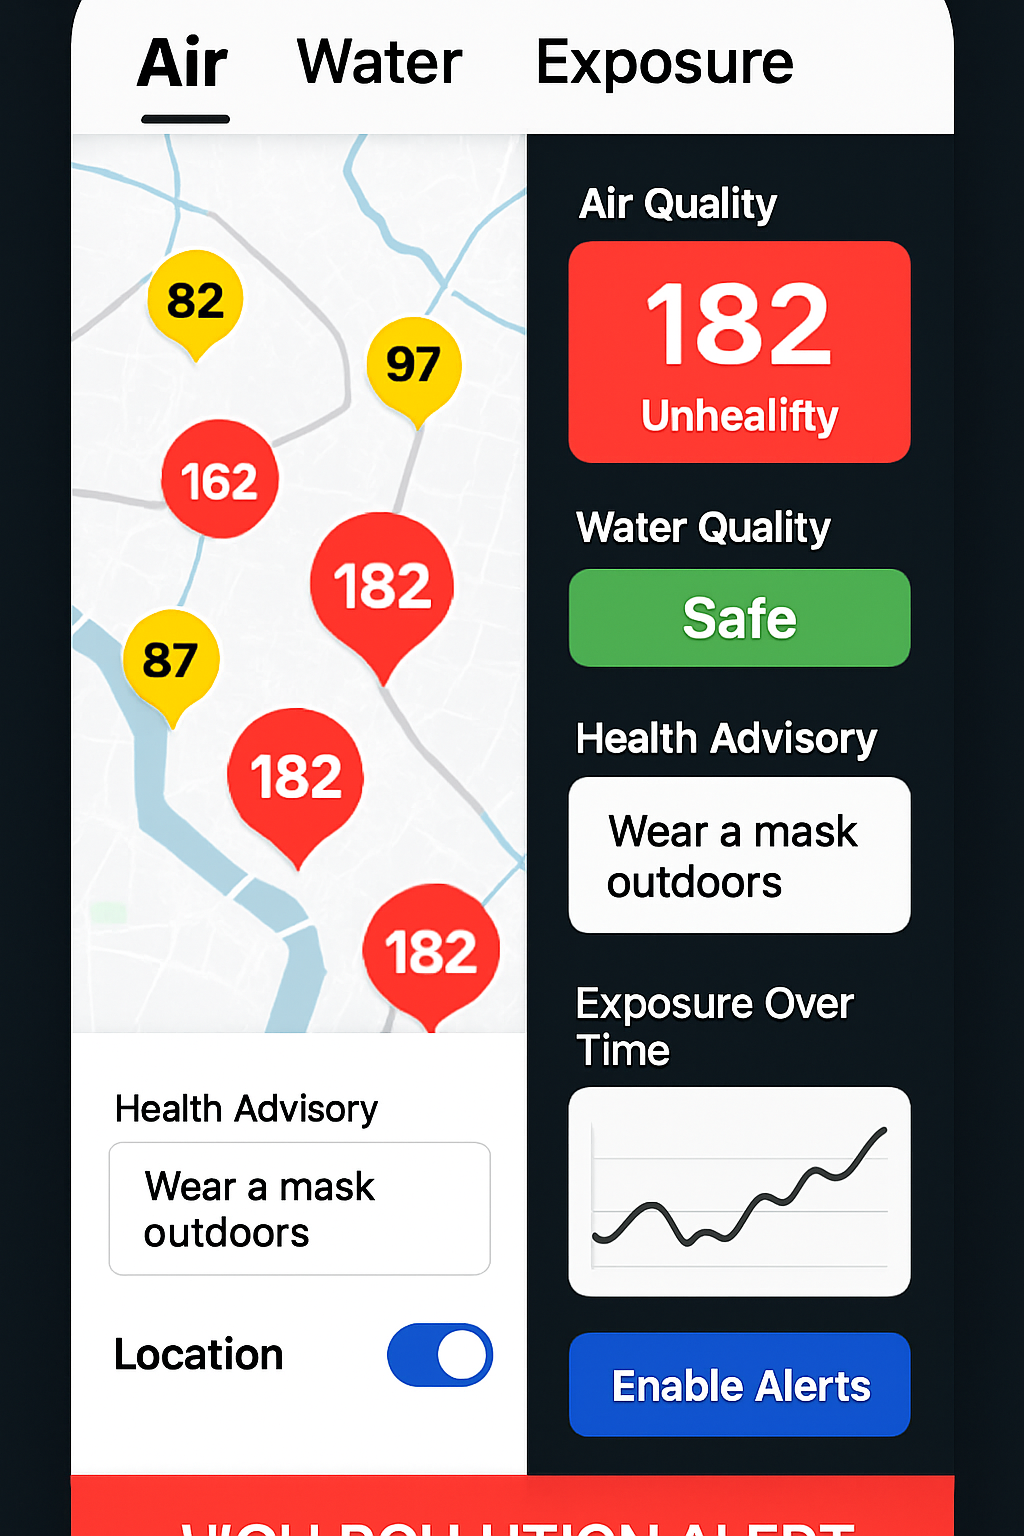 Air Water Exposure
82
97
162
182
87
182
182
Health Advisory
Wear a mask
outdoors
Location
Air Quality
182
Unhealifty
Water Quality
Safe
Health Advisory
Wear a mask
outdoors
Exposure Over
Time
Enable Alerts
ALERT